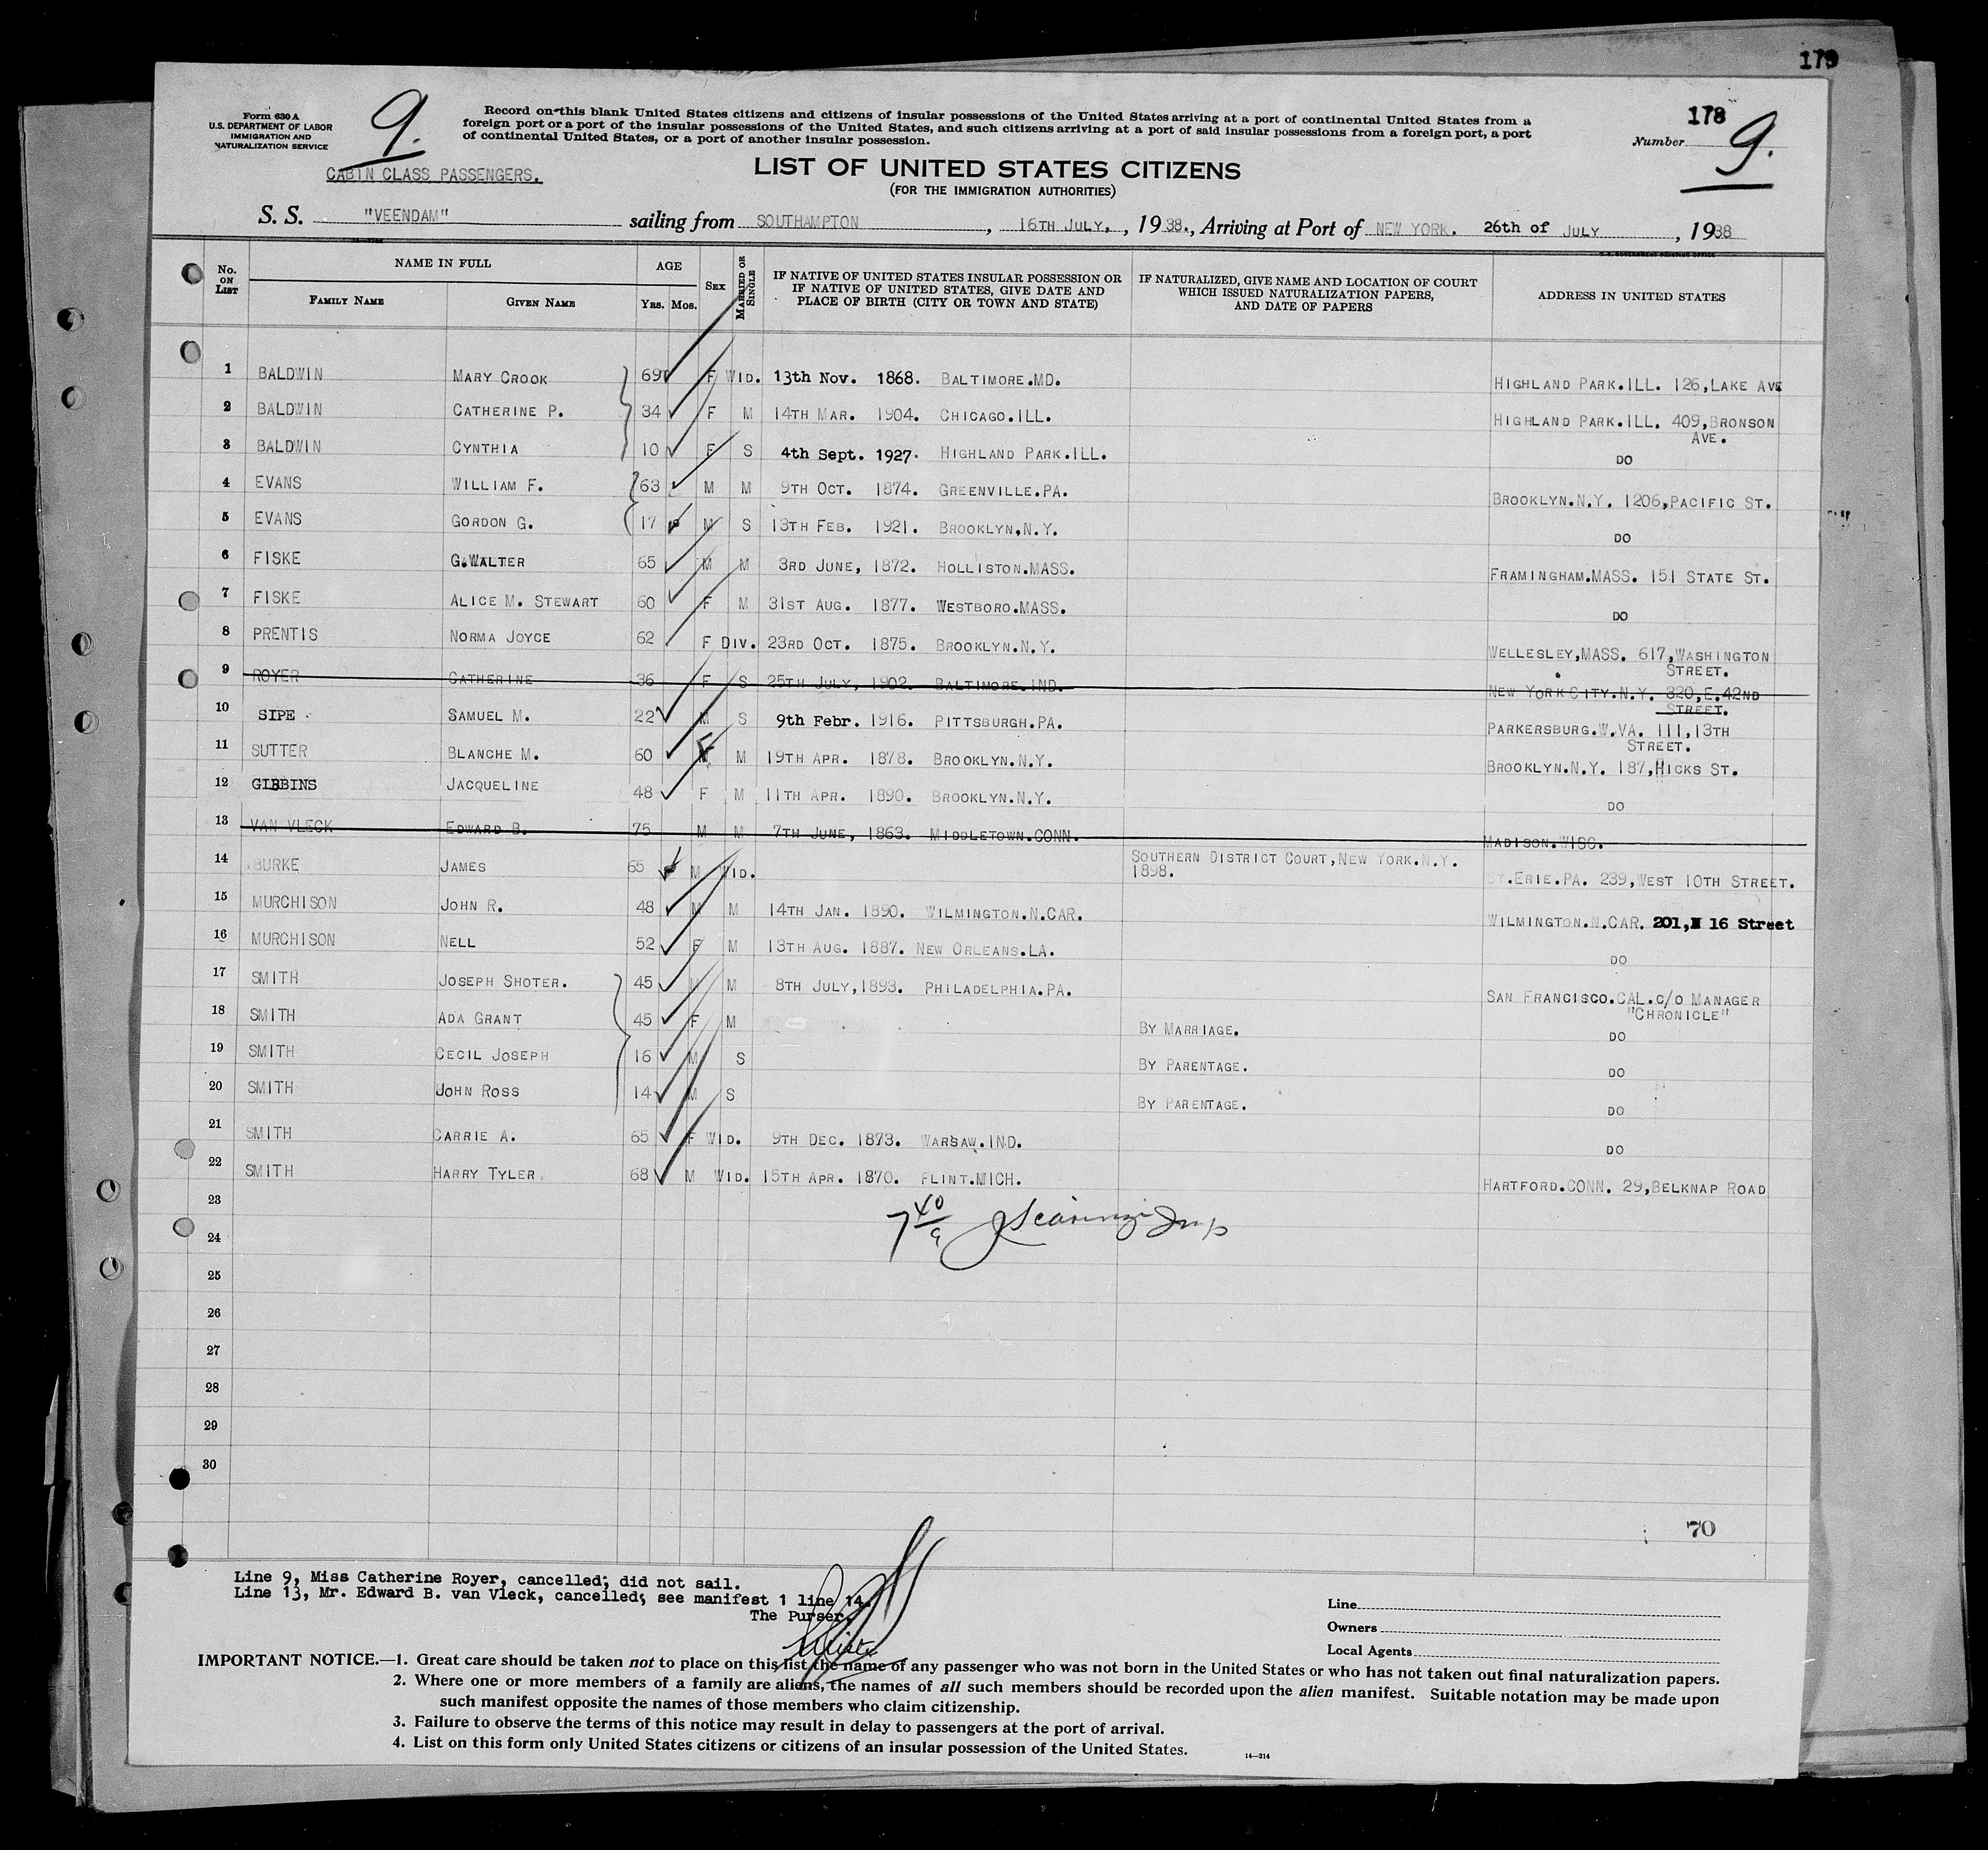 179
Form 630 A
U.S. DEPARTMENT OF LABOR
IMMIGRATION AND
NATURALIZATION SERVICE
9.
Record on this blank United States citizens and citizens of insular possessions of the United States arriving at a port of continental United States from a
foreign port or a port of the insular possessions of the United States, and such citizens arriving at a port of said insular possessions from a foreign port, a port
of continental United States, or a port of another insular possession.
178
Number 9.
CABIN CLASS PASSENGERS.
LIST OF UNITED STATES CITIZENS
(FOR THE IMMIGRATION AUTHORITIES)
S. S. "VEENDAM" sailing from SOUTHAMPTON, 16TH JULY, , 1938., Arriving at Port of NEW YORK. 26th of JULY, 1938
No. ON LIST
NAME IN FULL
FAMILY NAME
GIVEN NAME
AGE
YRS. MOS.
SEX
MARRIED OR SINGLE
IF NATIVE OF UNITED STATES INSULAR POSSESSION OR
IF NATIVE OF UNITED STATES, GIVE DATE AND
PLACE OF BIRTH (CITY OR TOWN AND STATE)
IF NATURALIZED, GIVE NAME AND LOCATION OF COURT
WHICH ISSUED NATURALIZATION PAPERS,
AND DATE OF PAPERS
ADDRESS IN UNITED STATES
1 BALDWIN MARY CROOK 69 F WID. 13th Nov. 1868. BALTIMORE.MD. HIGHLAND PARK.ILL. 126,LAKE AVE
2 BALDWIN CATHERINE P. 34 F M 14TH MAR. 1904. CHICAGO.ILL. HIGHLAND PARK.ILL. 409,BRONSON
AVE.
3 BALDWIN CYNTHIA 10 F S 4th Sept. 1927. HIGHLAND PARK.ILL. DO
4 EVANS WILLIAM F. 63 M M 9TH OCT. 1874. GREENVILLE.PA. BROOKLYN.N.Y. 1206,PACIFIC ST.
5 EVANS GORDON G. 17 M S 13TH FEB. 1921. BROOKLYN,N.Y. DO
6 FISKE G.WALTER 65 M M 3RD JUNE, 1872. HOLLISTON.MASS. FRAMINGHAM.MASS. 151 STATE ST.
7 FISKE ALICE M. STEWART 60 F M 31ST AUG. 1877. WESTBORO.MASS. DO
8 PRENTIS NORMA JOYCE 62 F DIV. 23RD OCT. 1875. BROOKLYN.N.Y. WELLESLEY,MASS. 617,WASHINGTON
STREET.
9 ROYER CATHERINE 36 F S 25TH JULY, 1902. BALTIMORE.IND. NEW YORK CITY.N.Y. 320,E.42ND
STREET.
10 SIPE SAMUEL M. 22 M S 9th Febr. 1916. PITTSBURGH.PA. PARKERSBURG.W.VA. 111,13TH
STREET.
11 SUTTER BLANCHE M. 60 F M 19TH APR. 1878. BROOKLYN.N.Y. BROOKLYN.N.Y. 187,HICKS ST.
12 GIBBINS JACQUELINE 48 F M 11TH APR. 1890. BROOKLYN.N.Y. DO
13 VAN VLECK EDWARD B. 75 M M 7TH JUNE, 1863. MIDDLETOWN.CONN. MADISON.WISC.
14 BURKE JAMES 65 M WID. SOUTHERN DISTRICT COURT,NEW YORK.N.Y.
1898. ST.ERIE.PA. 239,WEST 10TH STREET.
15 MURCHISON JOHN R. 48 M M 14TH JAN. 1890. WILMINGTON.N.CAR. WILMINGTON.N.CAR. 201, 16 Street
16 MURCHISON NELL 52 F M 13TH AUG. 1887. NEW ORLEANS.LA. DO
17 SMITH JOSEPH SHOTER. 45 M M 8TH JULY,1893. PHILADELPHIA.PA. SAN FRANCISCO.CAL.c/o MANAGER
"CHRONICLE"
18 SMITH ADA GRANT 45 F M BY MARRIAGE. DO
19 SMITH CECIL JOSEPH 16 M S BY PARENTAGE. DO
20 SMITH JOHN ROSS 14 M S BY PARENTAGE. DO
21 SMITH CARRIE A. 65 F WID. 9TH DEC. 1873. WARSAW.IND. DO
22 SMITH HARRY TYLER. 68 M WID. 15TH APR. 1870. FLINT.MICH. HARTFORD.CONN. 29,BELKNAP ROAD
23
24
25
26
27
28
29
30
70
Line 9, Miss Catherine Royer, cancelled; did not sail.
Line 13, Mr. Edward B. van Vleck, cancelled; see manifest 1 line 14.
The Purser,
Line
Owners
Local Agents
IMPORTANT NOTICE.—1. Great care should be taken not to place on this list the name of any passenger who was not born in the United States or who has not taken out final naturalization papers.
2. Where one or more members of a family are aliens, the names of all such members should be recorded upon the alien manifest. Suitable notation may be made upon
such manifest opposite the names of those members who claim citizenship.
3. Failure to observe the terms of this notice may result in delay to passengers at the port of arrival.
4. List on this form only United States citizens or citizens of an insular possession of the United States.
14—214